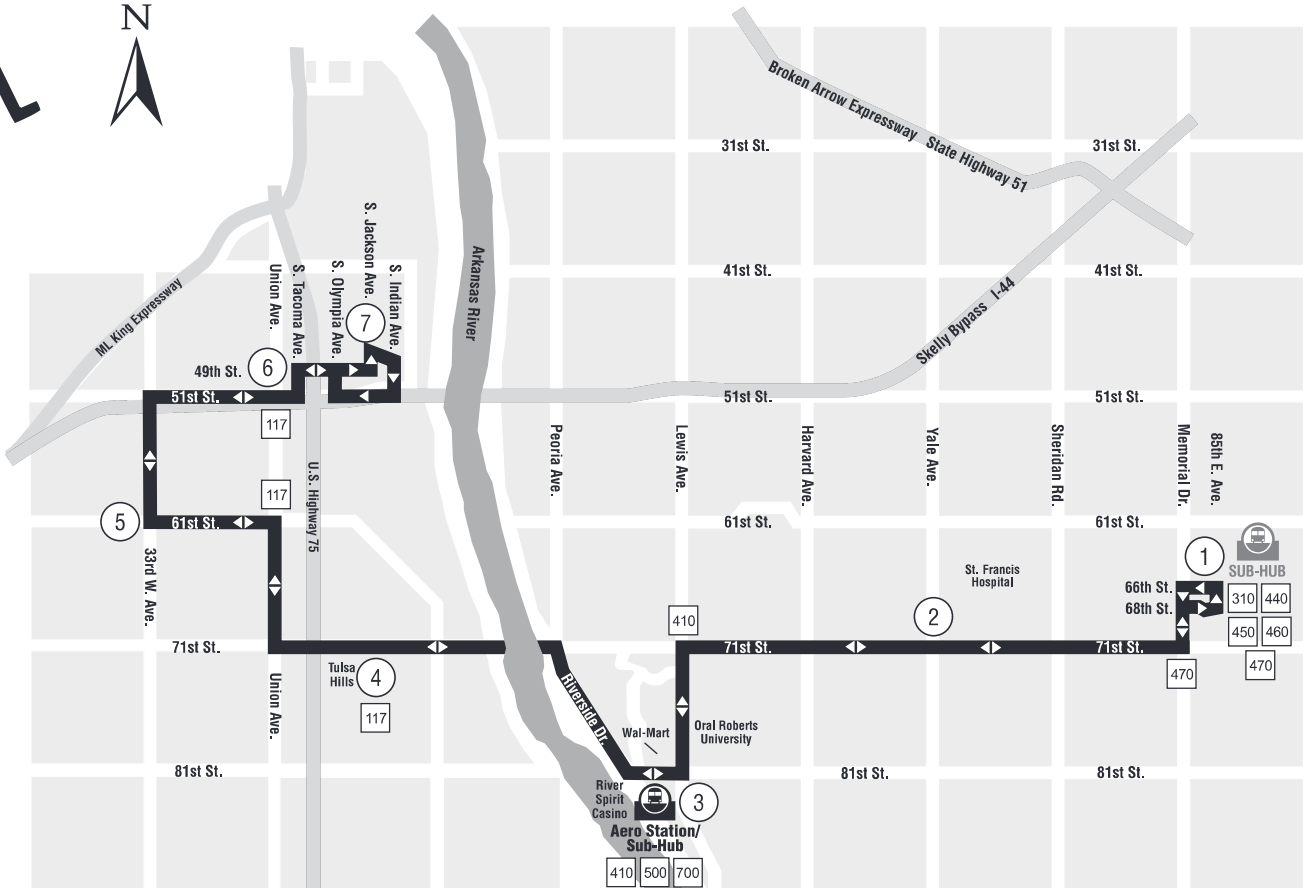 N
Broken Arrow Expressway State Highway 51
31st St.
31st St.
S. Jackson Ave.
Arkansas River
Union Ave.
S. Tacoma Ave.
S. Olympia Ave.
S. Indian Ave.
41st St.
41st St.
ML King Expressway
Skelly Bypass I-44
7
6
49th St.
51st St.
51st St.
51st St.
117
Peoria Ave.
Lewis Ave.
Harvard Ave.
Yale Ave.
Sheridan Rd.
Memorial Dr.
85th E. Ave.
U.S. Highway 75
117
5
61st St.
61st St.
61st St.
33rd W. Ave.
1
SUB-HUB
St. Francis
Hospital
66th St.
68th St.
310
440
450
460
470
410
2
71st St.
71st St.
71st St.
470
Tulsa
Hills
4
117
Union Ave.
Riverside Dr.
Wal-Mart
Oral Roberts
University
81st St.
81st St.
81st St.
River
Spirit
Casino
3
Aero Station/
Sub-Hub
410
500
700